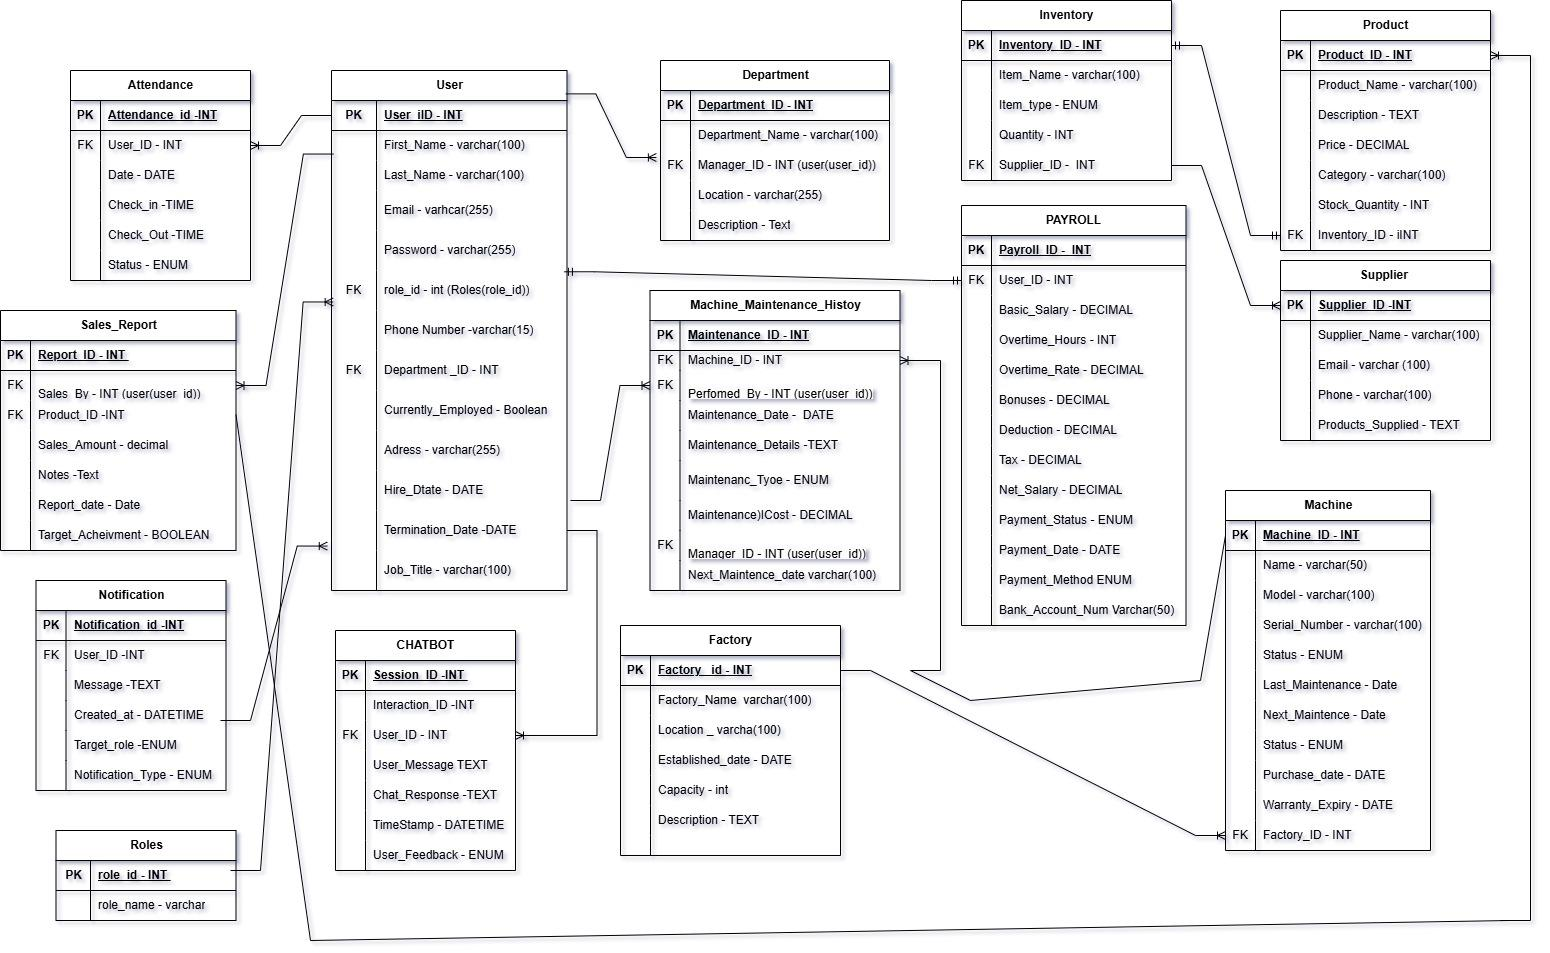 Attendance
PK Attendance_id -INT
FK User_ID - INT
Date - DATE
Check_in -TIME
Check_Out -TIME
Status - ENUM
User
PK User_iID - INT
First_Name - varchar(100)
Last_Name - varchar(100)
Email - varhcar(255)
Password - varchar(255)
FK role_id - int (Roles(role_id))
Phone Number -varchar(15)
FK Department _ID - INT
Currently_Employed - Boolean
Adress - varchar(255)
Hire_Dtate - DATE
Termination_Date -DATE
Job_Title - varchar(100)
Department
PK Department_ID - INT
Department_Name - varchar(100)
FK Manager_ID - INT (user(user_id))
Location - varchar(255)
Description - Text
Inventory
PK Inventory_ID - INT
Item_Name - varchar(100)
Item_type - ENUM
Quantity - INT
FK Supplier_ID - INT
Product
PK Product_ID - INT
Product_Name - varchar(100)
Description - TEXT
Price - DECIMAL
Category - varchar(100)
Stock_Quantity - INT
FK Inventory_ID - iINT
PAYROLL
PK Payroll_ID - INT
FK User_ID - INT
Basic_Salary - DECIMAL
Overtime_Hours - INT
Overtime_Rate - DECIMAL
Bonuses - DECIMAL
Deduction - DECIMAL
Tax - DECIMAL
Net_Salary - DECIMAL
Payment_Status - ENUM
Payment_Date - DATE
Payment_Method ENUM
Bank_Account_Num Varchar(50)
Supplier
PK Supplier_ID -INT
Supplier_Name - varchar(100)
Email - varchar (100)
Phone - varchar(100)
Products_Supplied - TEXT
Sales_Report
PK Report_ID - INT
FK Sales_By - INT (user(user_id))
FK Product_ID -INT
Sales_Amount - decimal
Notes -Text
Report_date - Date
Target_Acheivment - BOOLEAN
Machine_Maintenance_Histoy
PK Maintenance_ID - INT
FK Machine_ID - INT
FK Perfomed_By - INT (user(user_id))
Maintenance_Date - DATE
Maintenance_Details -TEXT
Maintenanc_Tyoe - ENUM
Maintenance)ICost - DECIMAL
FK Manager_ID - INT (user(user_id))
Next_Maintence_date varchar(100)
Machine
PK Machine_ID - INT
Name - varchar(50)
Model - varchar(100)
Serial_Number - varchar(100)
Status - ENUM
Last_Maintenance - Date
Next_Maintence - Date
Status - ENUM
Purchase_date - DATE
Warranty_Expiry - DATE
FK Factory_ID - INT
Notification
PK Notification_id -INT
FK User_ID -INT
Message -TEXT
Created_at - DATETIME
Target_role -ENUM
Notification_Type - ENUM
CHATBOT
PK Session_ID -INT
Interaction_ID -INT
FK User_ID - INT
User_Message TEXT
Chat_Response -TEXT
TimeStamp - DATETIME
User_Feedback - ENUM
Factory
PK Factory_ id - INT
Factory_Name varchar(100)
Location _ varcha(100)
Established_date - DATE
Capacity - int
Description - TEXT
Roles
PK role_id - INT
role_name - varchar